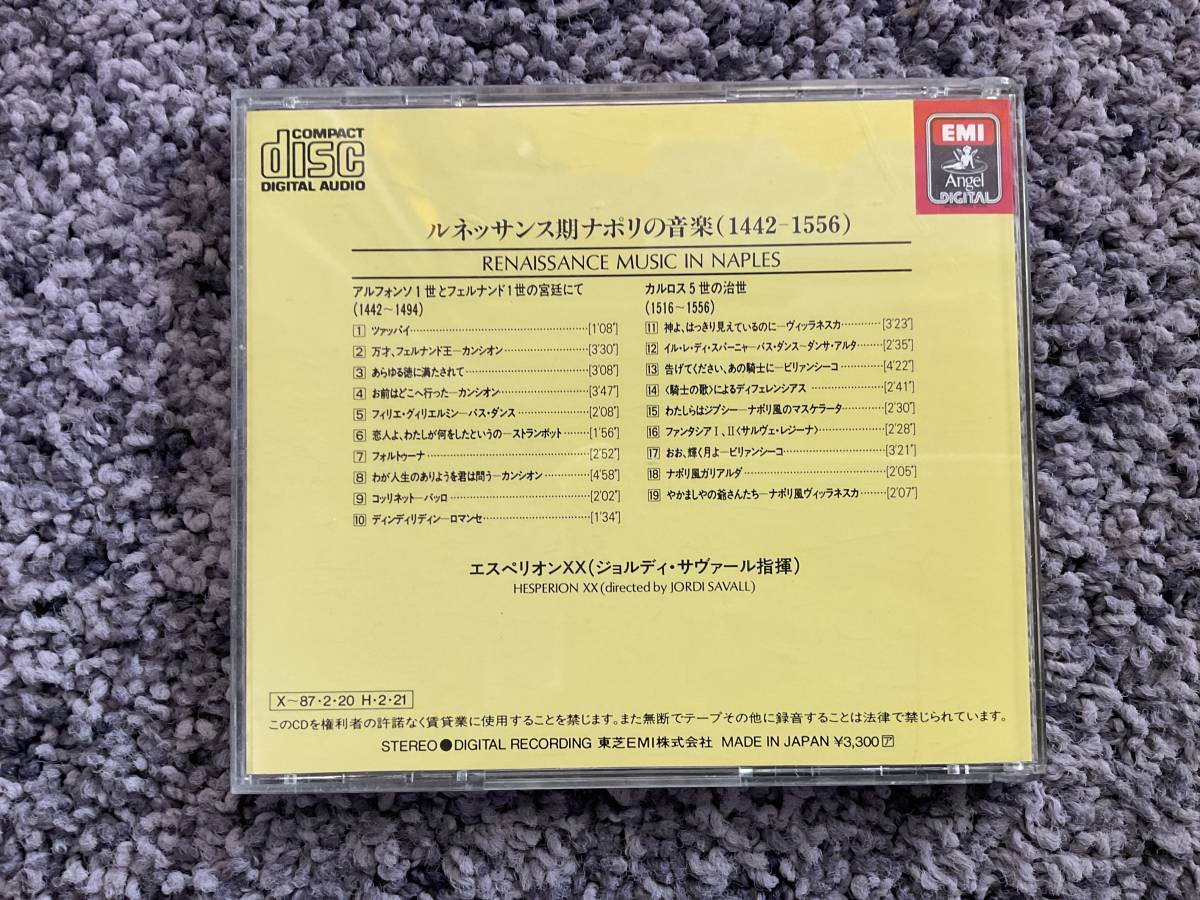 COMPACT
disc
DIGITAL AUDIO
EMI
Angel
DIGITAL
ルネッサンス期ナポリの音楽(1442-1556)
RENAISSANCE MUSIC IN NAPLES
アルフォンソ1世とフェルナンド1世の宮廷にて
(1442〜1494)
1 ツァッパイ [1'08"]
2 万才、フェルナンド王—カンシオン [3'30"]
3 あらゆる徳に満たされて [3'08"]
4 お前はどこへ行った—カンシオン [3'47"]
5 フィリエ・グィリエルミン—バス・ダンス [2'08"]
6 恋人よ、わたしが何をしたというの—ストランボット [1'56"]
7 フォルトゥーナ [2'52"]
8 わが人生のありようを君は問う—カンシオン [4'58"]
9 コッリネット—バッロ [2'02"]
10 ディンディリディン—ロマンセ [1'34"]
カルロス5世の治世
(1516〜1556)
11 神よ、はっきり見えているのに—ヴィッラネスカ [3'23"]
12 イル・レ・ディ・スパーニャ—バス・ダンス〜ダンサ・アルタ [2'35"]
13 告げてください、あの騎士に—ビリァンシーコ [4'22"]
14 〈騎士の歌〉によるディフェレンシアス [2'41"]
15 わたしらはジプシー—ナポリ風のマスケラータ [2'30"]
16 ファンタシアⅠ、Ⅱ〈サルヴェ・レジーナ〉 [2'28"]
17 おお、輝く月よ—ビリァンシーコ [3'21"]
18 ナポリ風ガリアルダ [2'05"]
19 やかましやの爺さんたち—ナポリ風ヴィッラネスカ [2'07"]
エスペリオンXX(ジョルディ・サヴァール指揮)
HESPERION XX (directed by JORDI SAVALL)
X〜87・2・20 H・2・21
このCDを権利者の許諾なく賃貸業に使用することを禁じます。また無断でテープその他に録音することは法律で禁じられています。
STEREO●DIGITAL RECORDING 東芝EMI株式会社 MADE IN JAPAN ¥3,300 ア